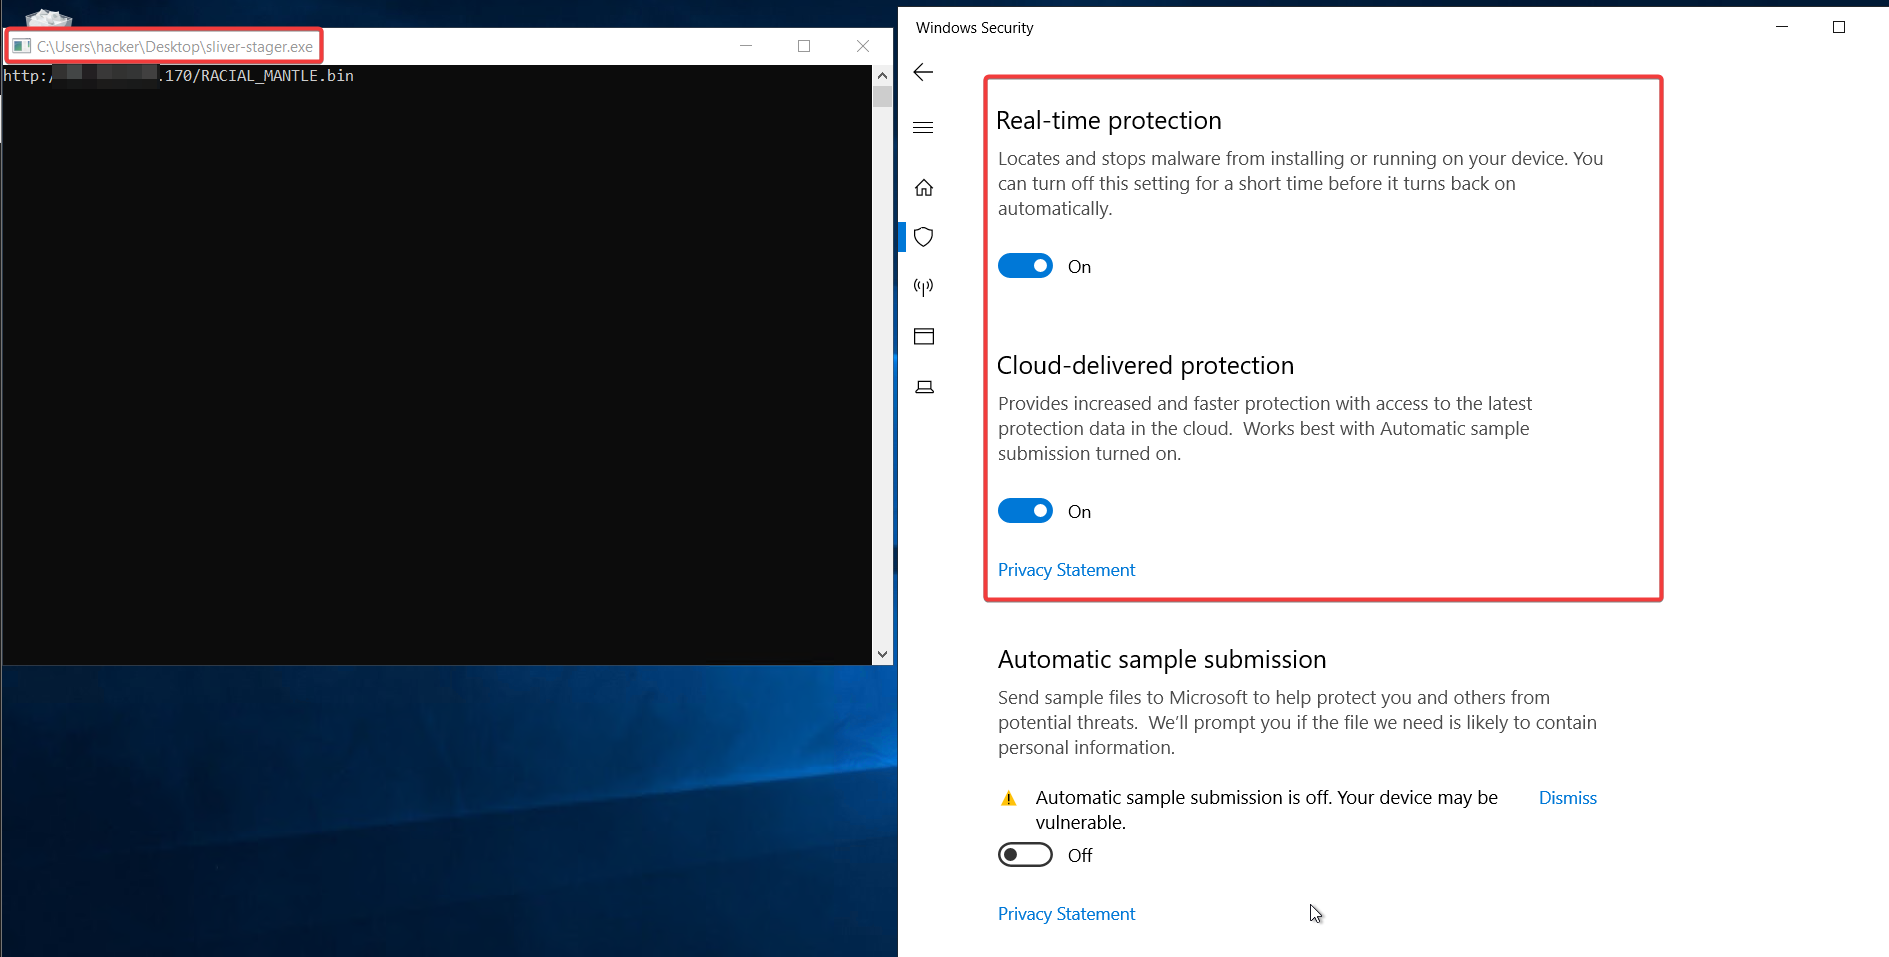 C:\Users\hacker\Desktop\sliver-stager.exe
http:/ .170/RACIAL_MANTLE.bin
Windows Security
Real-time protection
Locates and stops malware from installing or running on your device. You
can turn off this setting for a short time before it turns back on
automatically.
On
Cloud-delivered protection
Provides increased and faster protection with access to the latest
protection data in the cloud.  Works best with Automatic sample
submission turned on.
On
Privacy Statement
Automatic sample submission
Send sample files to Microsoft to help protect you and others from
potential threats.  We'll prompt you if the file we need is likely to contain
personal information.
Automatic sample submission is off. Your device may be Dismiss
vulnerable.
Off
Privacy Statement